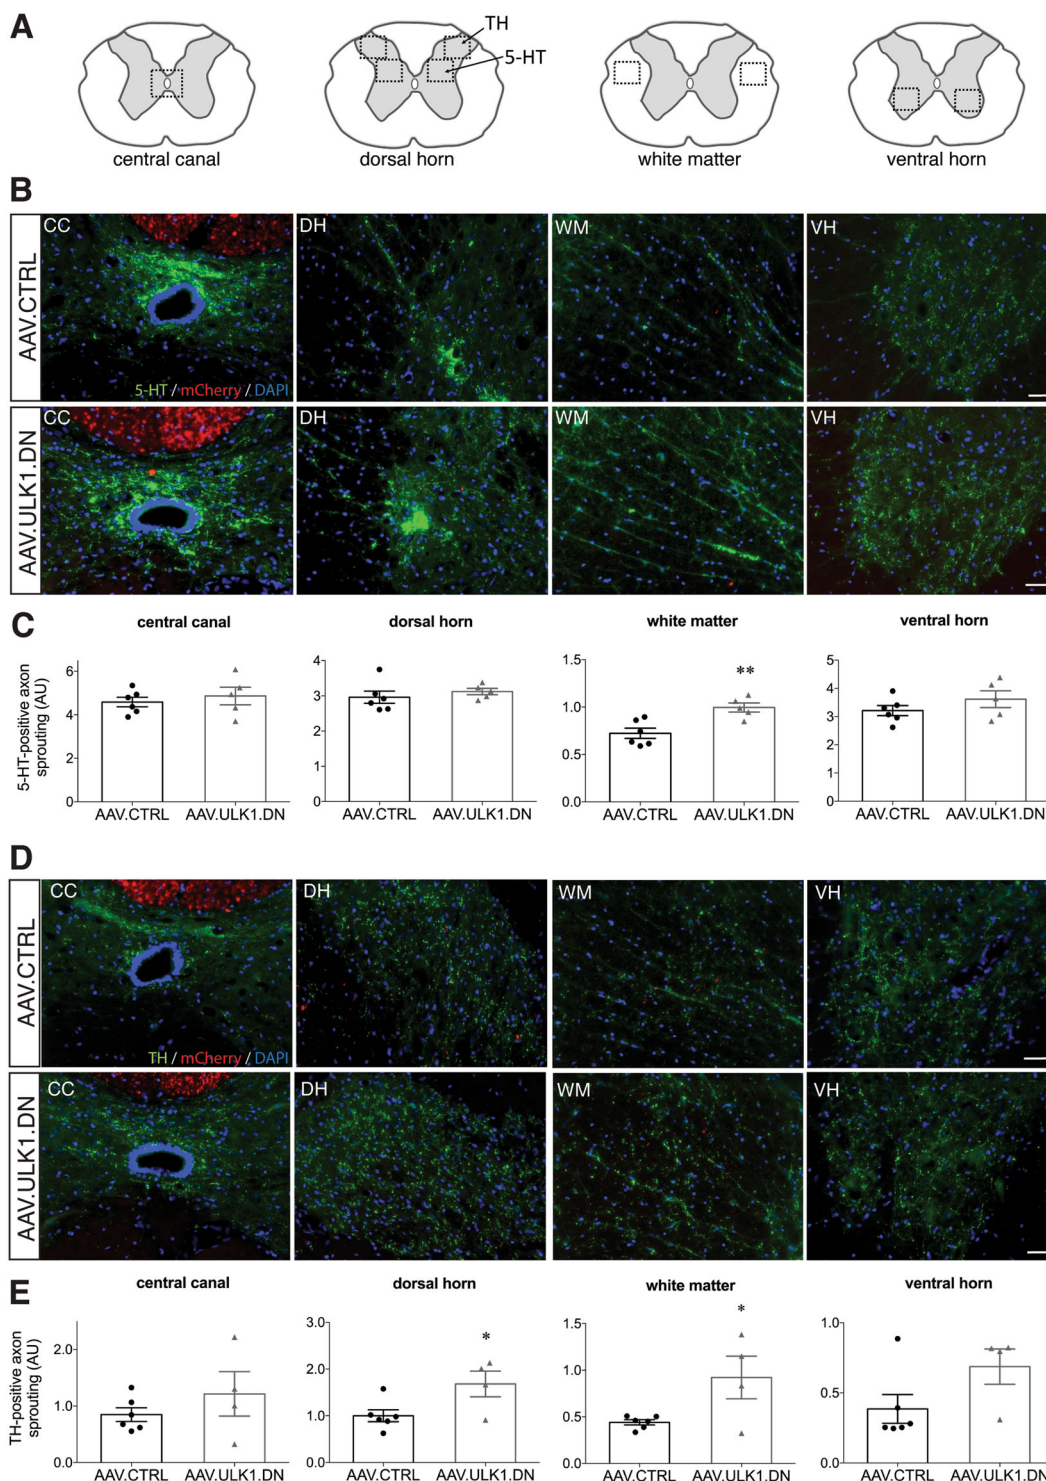 A
TH
5-HT
central canal
dorsal horn
white matter
ventral horn
B
AAV.CTRL
CC
DH
WM
VH
5-HT / mCherry / DAPI
AAV.ULK1.DN
CC
DH
WM
VH
C
central canal
dorsal horn
white matter
ventral horn
5-HT-positive axon
sprouting (AU)
6
4
2
0
AAV.CTRL AAV.ULK1.DN
4
3
2
1
0
AAV.CTRL AAV.ULK1.DN
1.5
1.0
0.5
0.0
**
AAV.CTRL AAV.ULK1.DN
5
4
3
2
1
0
AAV.CTRL AAV.ULK1.DN
D
AAV.CTRL
CC
DH
WM
VH
TH / mCherry / DAPI
AAV.ULK1.DN
CC
DH
WM
VH
E
central canal
dorsal horn
white matter
ventral horn
TH-positive axon
sprouting (AU)
2.0
1.0
0.0
AAV.CTRL AAV.ULK1.DN
3.0
2.0
1.0
0.0
*
AAV.CTRL AAV.ULK1.DN
1.5
1.0
0.5
0.0
*
AAV.CTRL AAV.ULK1.DN
1.0
0.5
0.0
AAV.CTRL AAV.ULK1.DN